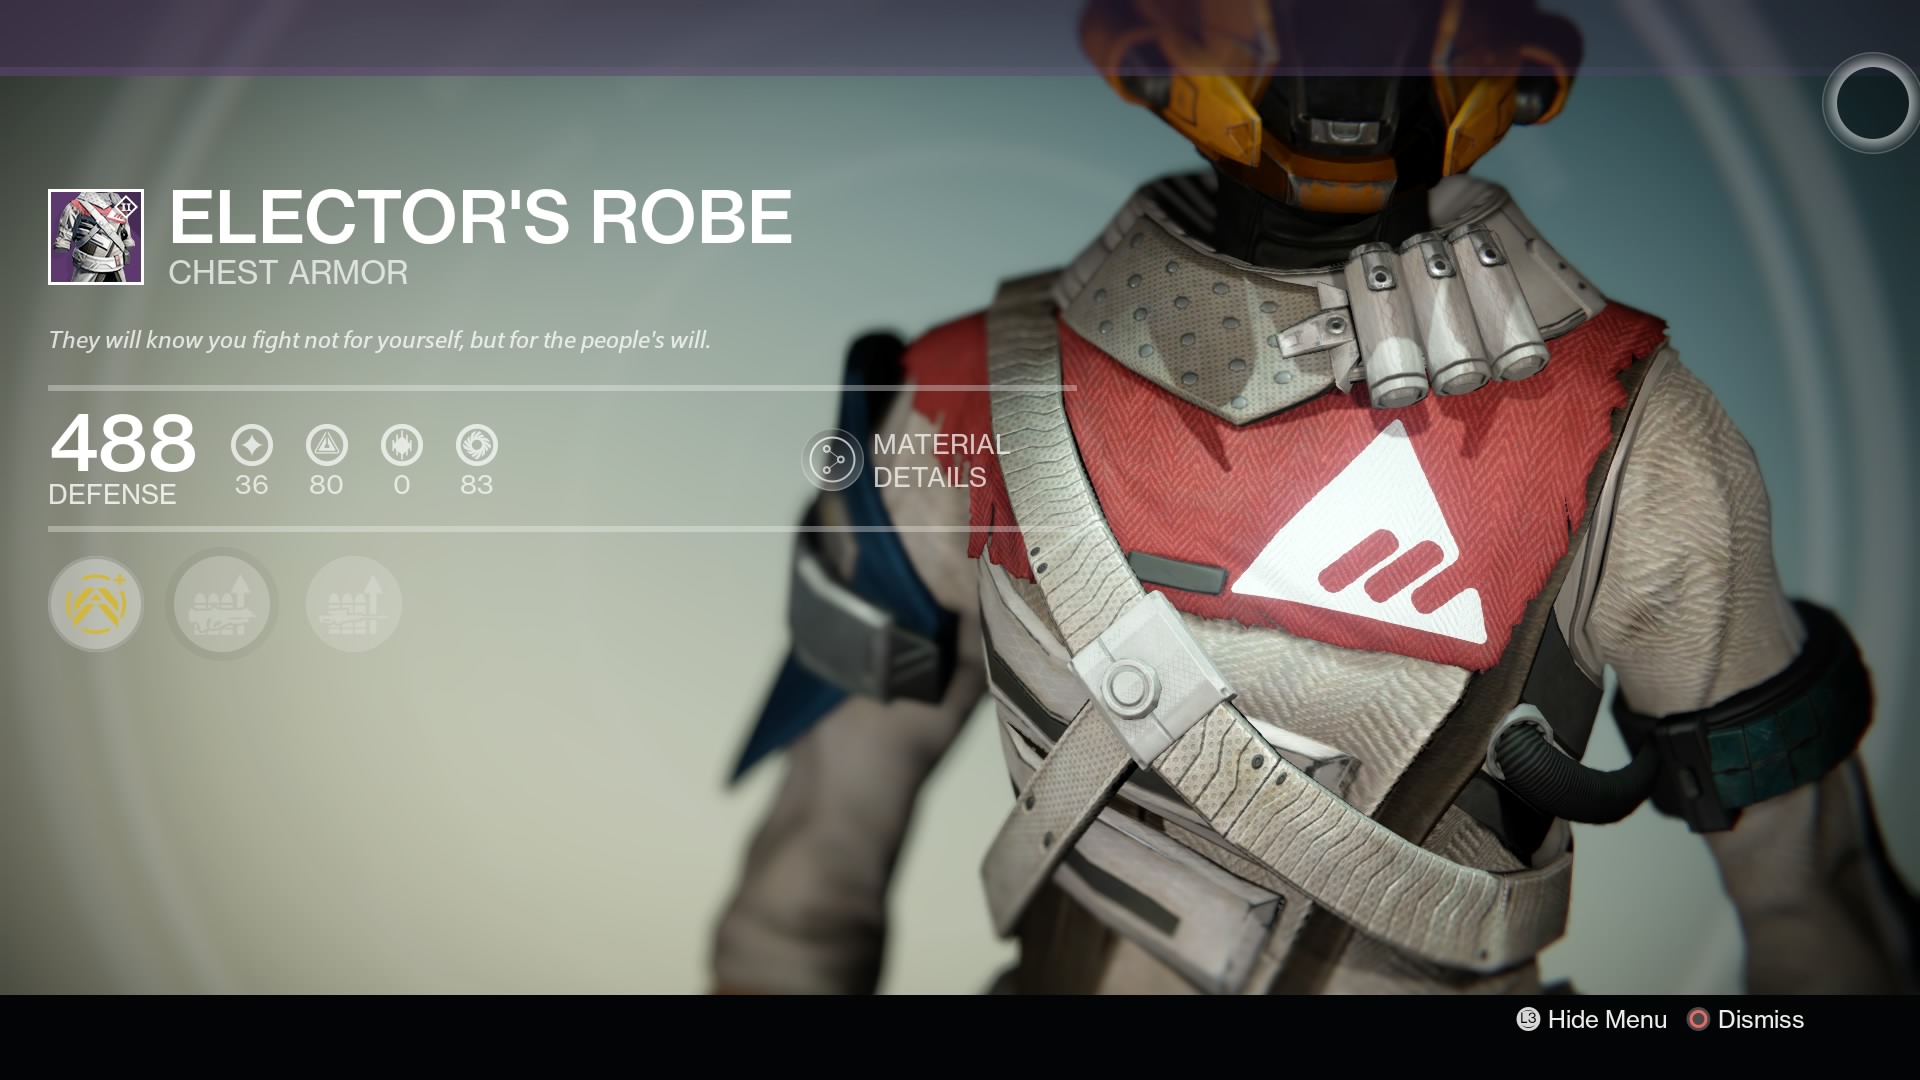 ELECTOR'S ROBE
CHEST ARMOR
They will know you fight not for yourself, but for the people's will.
488
DEFENSE
36
80
0
83
MATERIAL
DETAILS
L3 Hide Menu
Dismiss